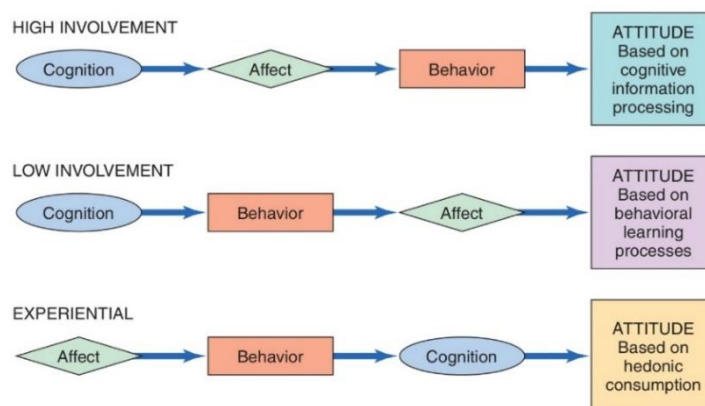 HIGH INVOLVEMENT
Cognition
Affect
Behavior
ATTITUDE
Based on
cognitive
information
processing
LOW INVOLVEMENT
Cognition
Behavior
Affect
ATTITUDE
Based on
behavioral
learning
processes
EXPERIENTIAL
Affect
Behavior
Cognition
ATTITUDE
Based on
hedonic
consumption